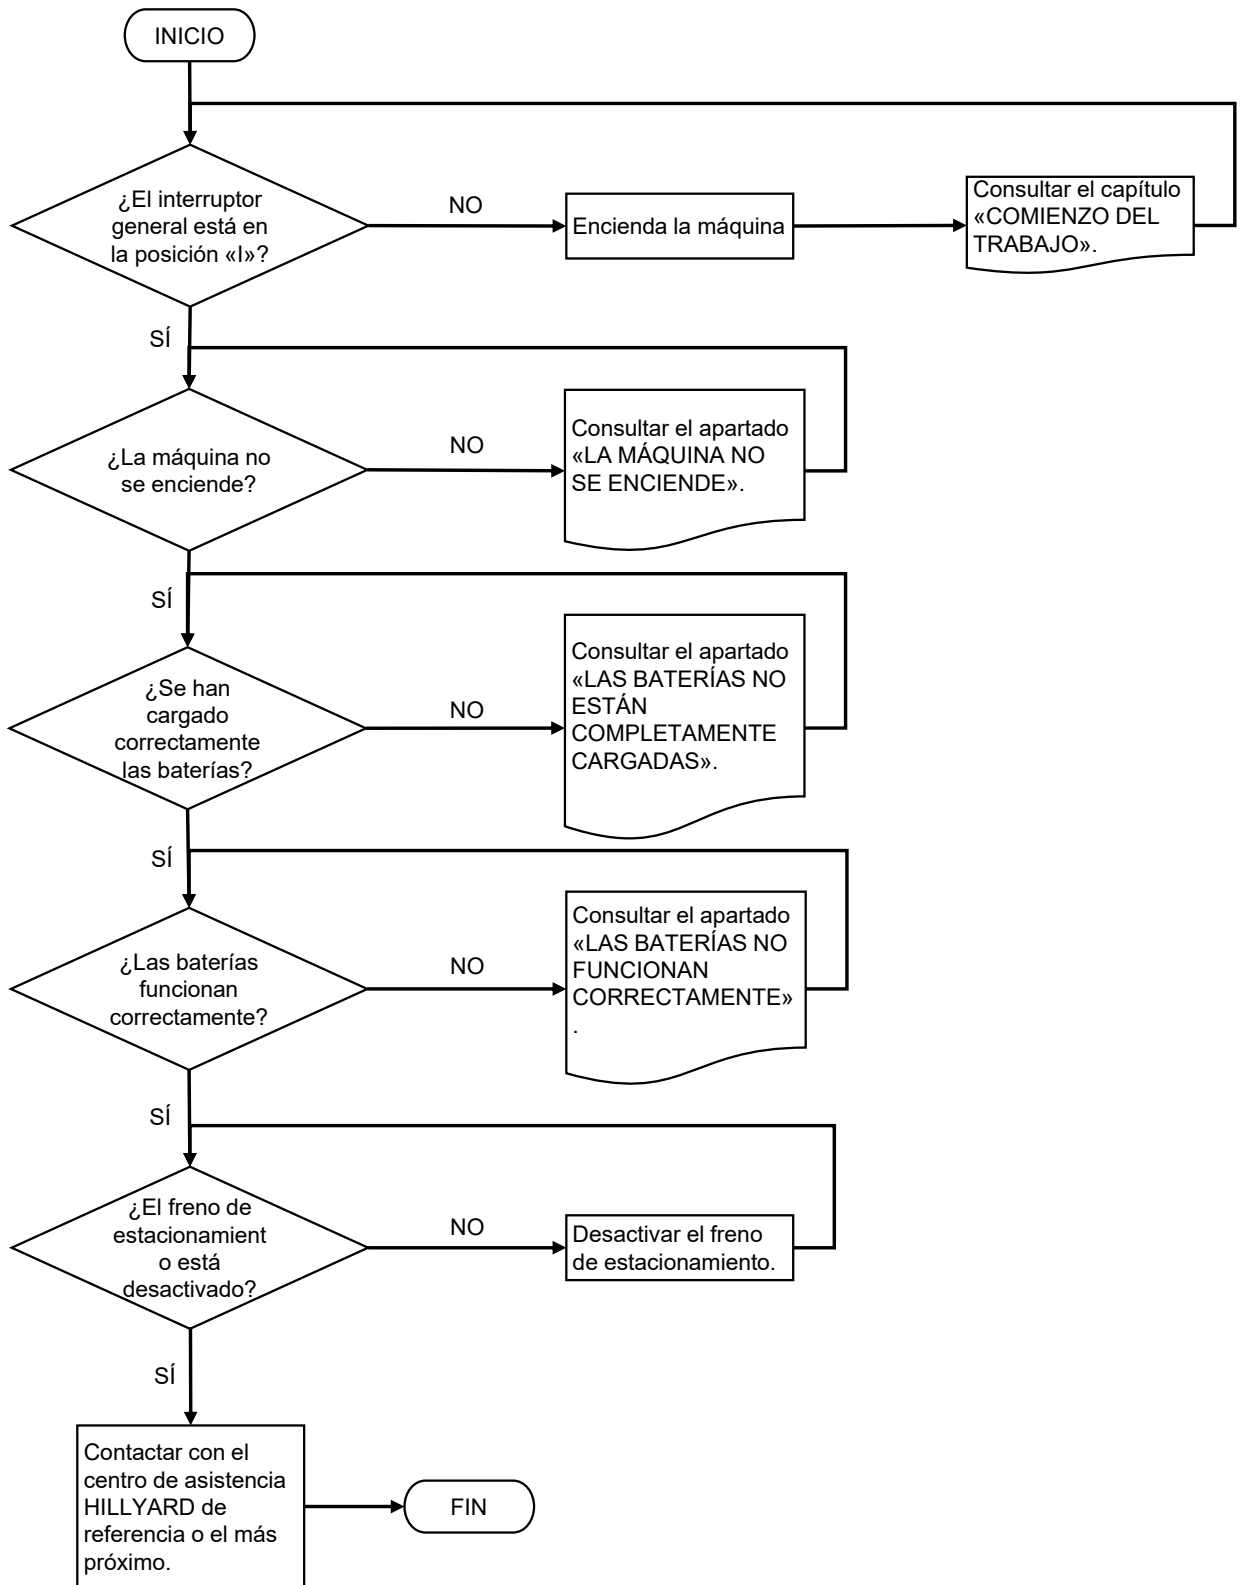 INICIO
¿El interruptor
general está en
la posición «I»?
NO
Encienda la máquina
Consultar el capítulo
«COMIENZO DEL
TRABAJO».
SÍ
¿La máquina no
se enciende?
NO
Consultar el apartado
«LA MÁQUINA NO
SE ENCIENDE».
SÍ
¿Se han
cargado
correctamente
las baterías?
NO
Consultar el apartado
«LAS BATERÍAS NO
ESTÁN
COMPLETAMENTE
CARGADAS».
SÍ
¿Las baterías
funcionan
correctamente?
NO
Consultar el apartado
«LAS BATERÍAS NO
FUNCIONAN
CORRECTAMENTE»
.
SÍ
¿El freno de
estacionamient
o está
desactivado?
NO
Desactivar el freno
de estacionamiento.
SÍ
Contactar con el
centro de asistencia
HILLYARD de
referencia o el más
próximo.
FIN